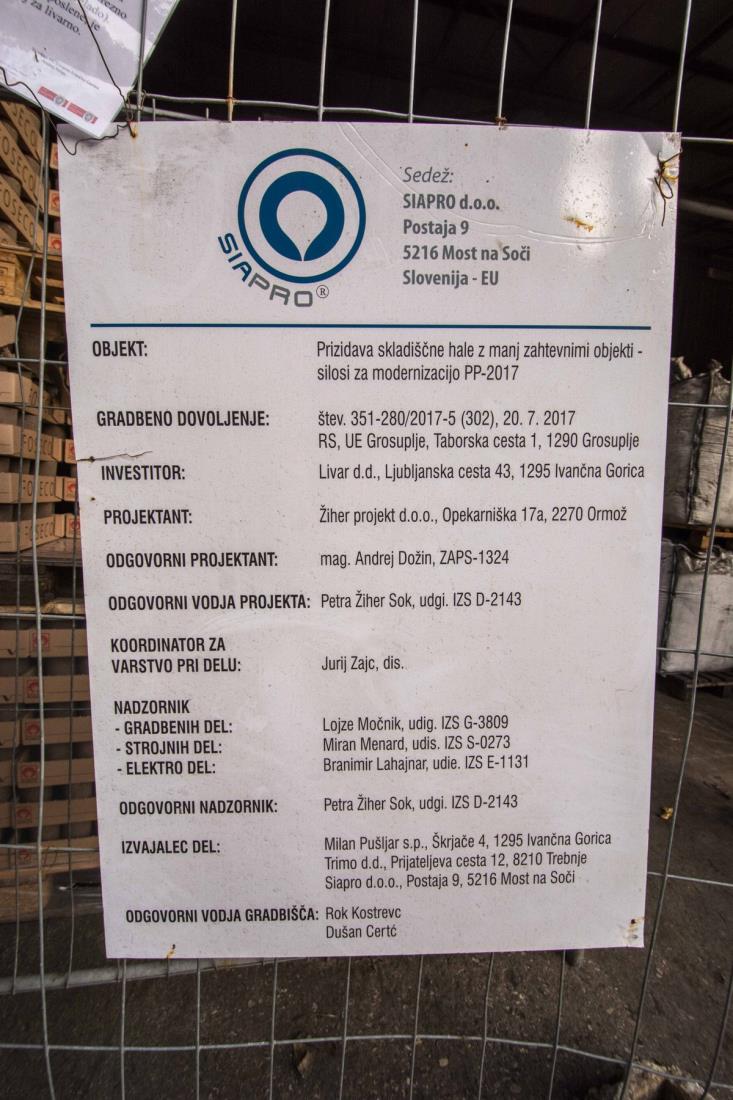 za livarno.
SIAPRO®
Sedež:
SIAPRO d.o.o.
Postaja 9
5216 Most na Soči
Slovenija - EU
OBJEKT: Prizidava skladiščne hale z manj zahtevnimi objekti -
silosi za modernizacijo PP-2017
GRADBENO DOVOLJENJE: štev. 351-280/2017-5 (302), 20. 7. 2017
RS, UE Grosuplje, Taborska cesta 1, 1290 Grosuplje
INVESTITOR: Livar d.d., Ljubljanska cesta 43, 1295 Ivančna Gorica
PROJEKTANT: Žiher projekt d.o.o., Opekarniška 17a, 2270 Ormož
ODGOVORNI PROJEKTANT: mag. Andrej Dožin, ZAPS-1324
ODGOVORNI VODJA PROJEKTA: Petra Žiher Sok, udgi. IZS D-2143
KOORDINATOR ZA
VARSTVO PRI DELU: Jurij Zajc, dis.
NADZORNIK
- GRADBENIH DEL: Lojze Močnik, udig. IZS G-3809
- STROJNIH DEL: Miran Menard, udis. IZS S-0273
- ELEKTRO DEL: Branimir Lahajnar, udie. IZS E-1131
ODGOVORNI NADZORNIK: Petra Žiher Sok, udgi. IZS D-2143
IZVAJALEC DEL: Milan Pušljar s.p., Škrjače 4, 1295 Ivančna Gorica
Trimo d.d., Prijateljeva cesta 12, 8210 Trebnje
Siapro d.o.o., Postaja 9, 5216 Most na Soči
ODGOVORNI VODJA GRADBIŠČA: Rok Kostrevc
Dušan Certć
FOSECO
FOSECO
FOSECO